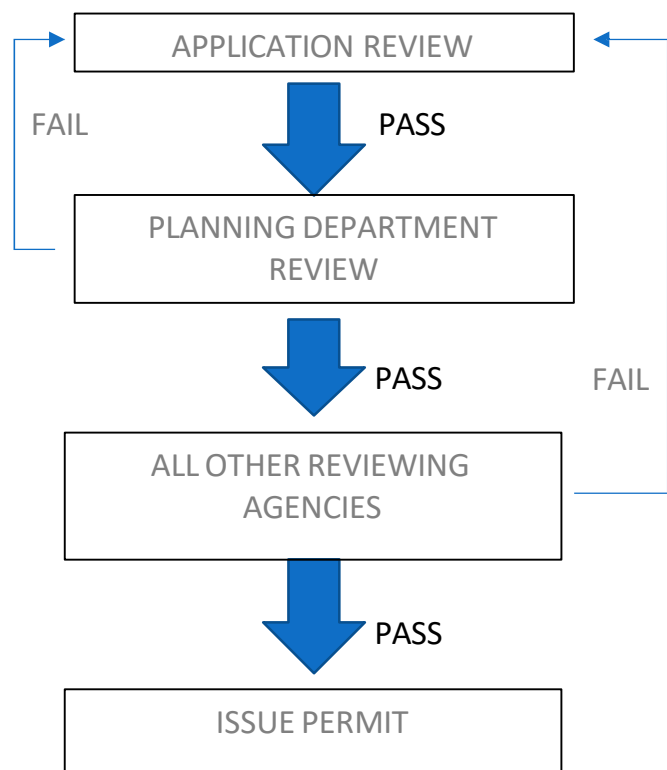 APPLICATION REVIEW
FAIL
PASS
PLANNING DEPARTMENT
REVIEW
PASS
FAIL
ALL OTHER REVIEWING
AGENCIES
PASS
ISSUE PERMIT